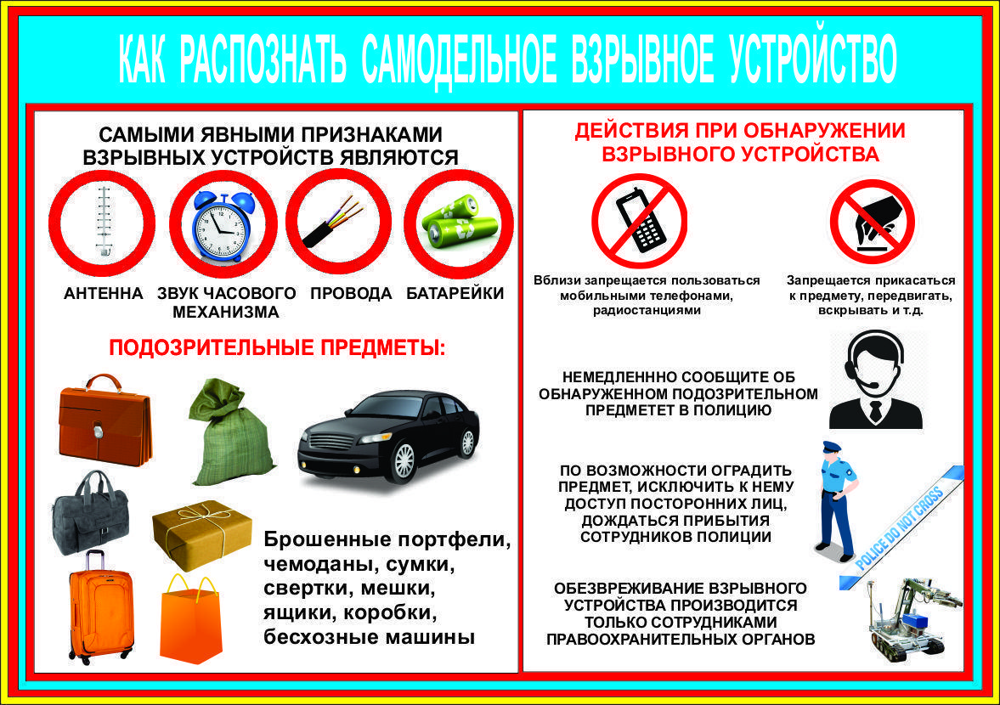 КАК РАСПОЗНАТЬ САМОДЕЛЬНОЕ ВЗРЫВНОЕ УСТРОЙСТВО
САМЫМИ ЯВНЫМИ ПРИЗНАКАМИ
ВЗРЫВНЫХ УСТРОЙСТВ ЯВЛЯЮТСЯ
АНТЕННА
ЗВУК ЧАСОВОГО
МЕХАНИЗМА
ПРОВОДА
БАТАРЕЙКИ
ПОДОЗРИТЕЛЬНЫЕ ПРЕДМЕТЫ:
Брошенные портфели,
чемоданы, сумки,
свертки, мешки,
ящики, коробки,
бесхозные машины
ДЕЙСТВИЯ ПРИ ОБНАРУЖЕНИИ
ВЗРЫВНОГО УСТРОЙСТВА
Вблизи запрещается пользоваться
мобильными телефонами,
радиостанциями
Запрещается прикасаться
к предмету, передвигать,
вскрывать и т.д.
НЕМЕДЛЕНННО СООБЩИТЕ ОБ
ОБНАРУЖЕННОМ ПОДОЗРИТЕЛЬНОМ
ПРЕДМЕТЕТ В ПОЛИЦИЮ
ПО ВОЗМОЖНОСТИ ОГРАДИТЬ
ПРЕДМЕТ, ИСКЛЮЧИТЬ К НЕМУ
ДОСТУП ПОСТОРОННИХ ЛИЦ,
ДОЖДАТЬСЯ ПРИБЫТИЯ
СОТРУДНИКОВ ПОЛИЦИИ
POLICE DO NOT CROSS
ОБЕЗВРЕЖИВАНИЕ ВЗРЫВНОГО
УСТРОЙСТВА ПРОИЗВОДИТСЯ
ТОЛЬКО СОТРУДНИКАМИ
ПРАВООХРАНИТЕЛЬНЫХ ОРГАНОВ